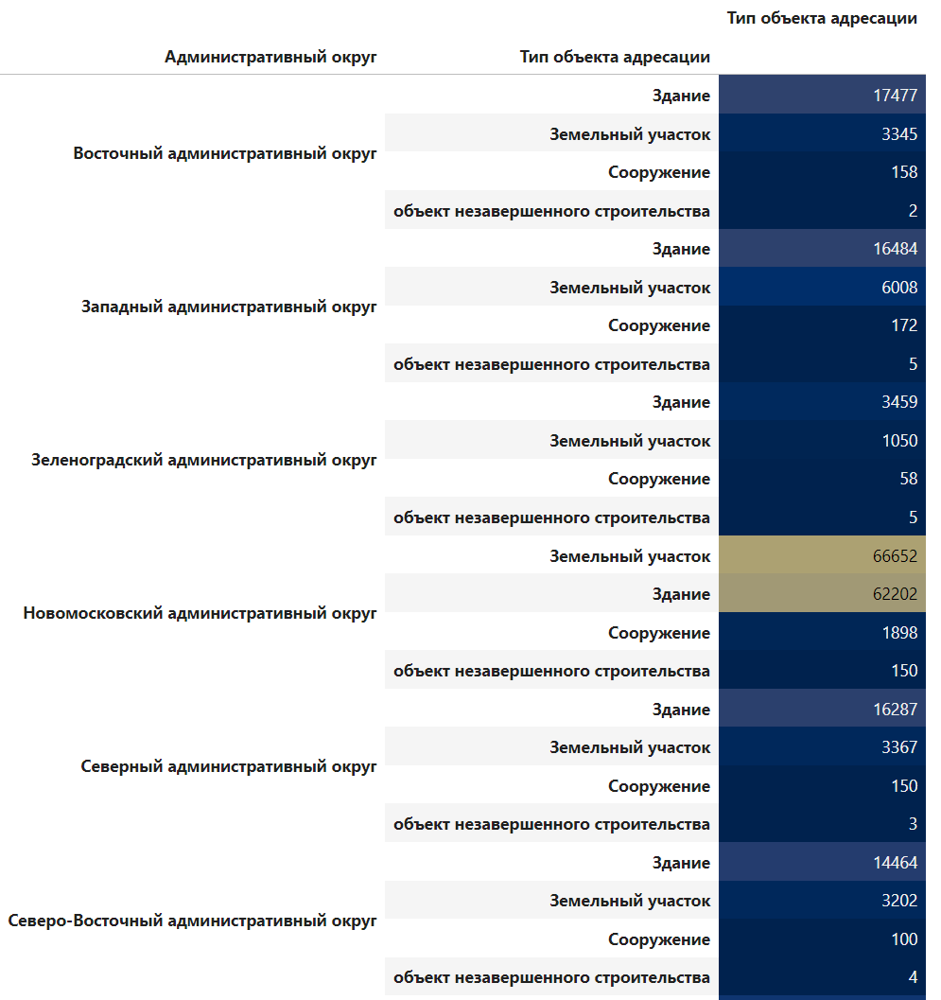 Тип объекта адресации
Административный округ Тип объекта адресации
Восточный административный округ Здание 17477
Земельный участок 3345
Сооружение 158
объект незавершенного строительства 2
Западный административный округ Здание 16484
Земельный участок 6008
Сооружение 172
объект незавершенного строительства 5
Зеленоградский административный округ Здание 3459
Земельный участок 1050
Сооружение 58
объект незавершенного строительства 5
Новомосковский административный округ Земельный участок 66652
Здание 62202
Сооружение 1898
объект незавершенного строительства 150
Северный административный округ Здание 16287
Земельный участок 3367
Сооружение 150
объект незавершенного строительства 3
Северо-Восточный административный округ Здание 14464
Земельный участок 3202
Сооружение 100
объект незавершенного строительства 4